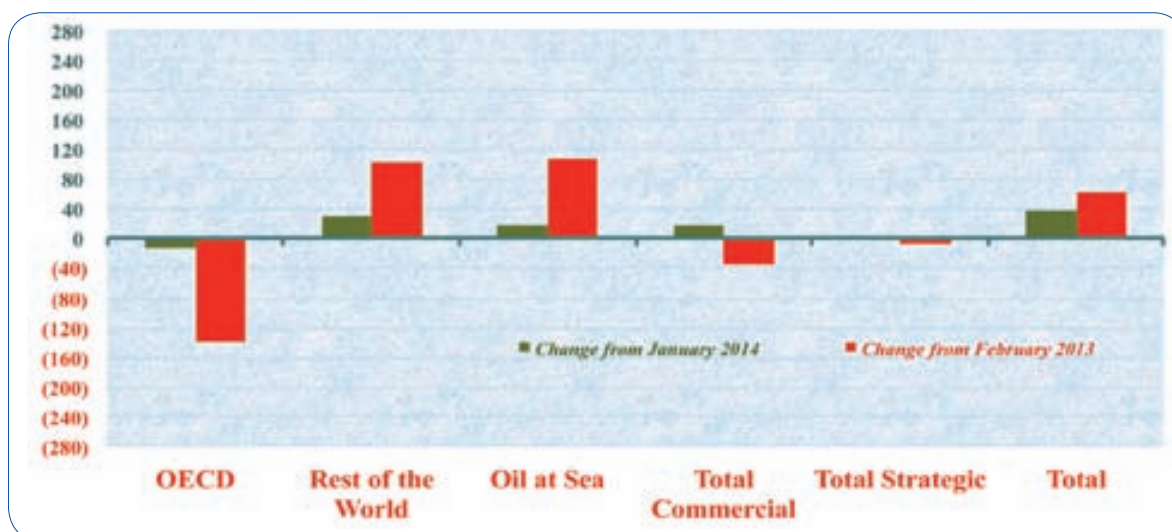 280
240
200
160
120
80
40
0
(40)
(80)
(120)
(160)
(200)
(240)
(280)
Change from January 2014
Change from February 2013
OECD
Rest of the
World
Oil at Sea
Total
Commercial
Total Strategic
Total